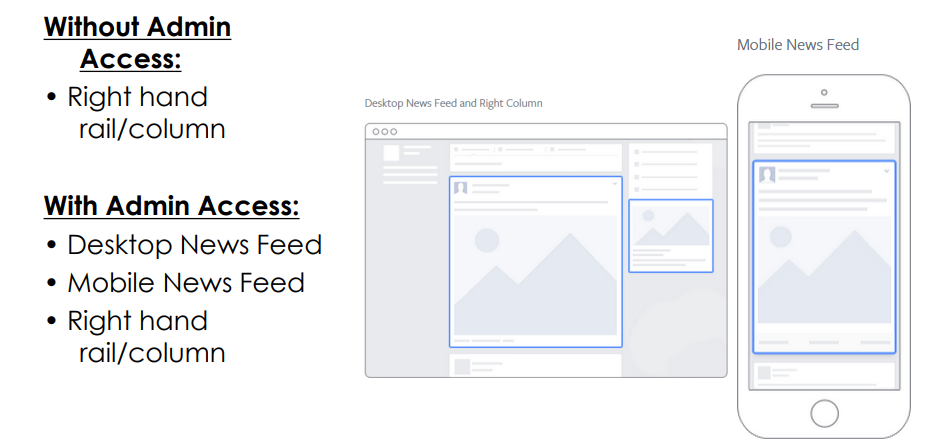 Without Admin
Access:
• Right hand
rail/column
With Admin Access:
• Desktop News Feed
• Mobile News Feed
• Right hand
rail/column
Desktop News Feed and Right Column
Mobile News Feed